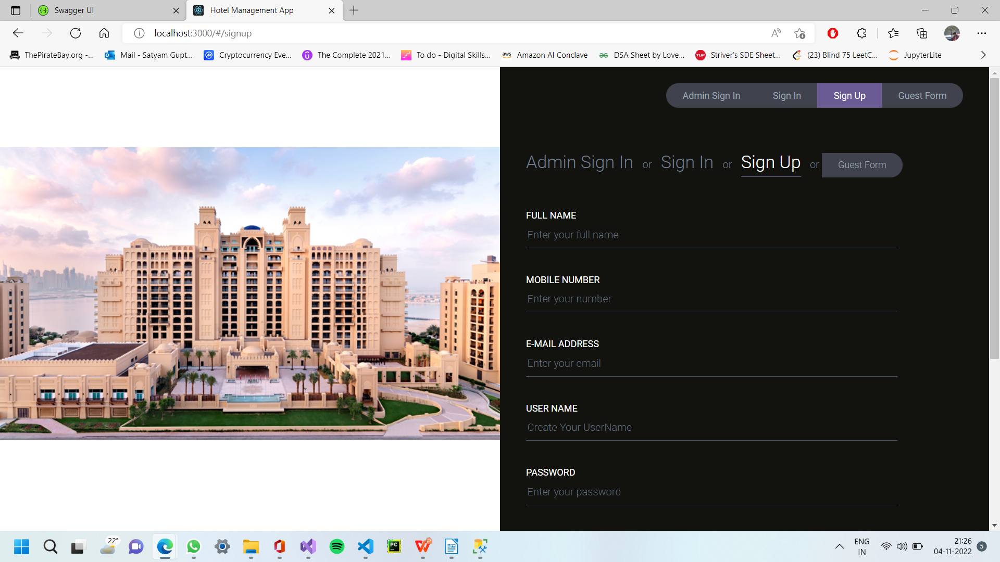 Swagger UI
Hotel Management App
localhost:3000/#/signup
ThePirateBay.org -...
Mail - Satyam Gupt...
Cryptocurrency Eve...
The Complete 2021...
To do - Digital Skills...
aws Amazon AI Conclave
DSA Sheet by Love...
TUF Striver's SDE Sheet...
(23) Blind 75 LeetC...
JupyterLite
Admin Sign In Sign In Sign Up Guest Form
Admin Sign In or Sign In or Sign Up or Guest Form
FULL NAME
Enter your full name
MOBILE NUMBER
Enter your number
E-MAIL ADDRESS
Enter your email
USER NAME
Create Your UserName
PASSWORD
Enter your password
22°
PC
ENG
IN
21:26
04-11-2022
5